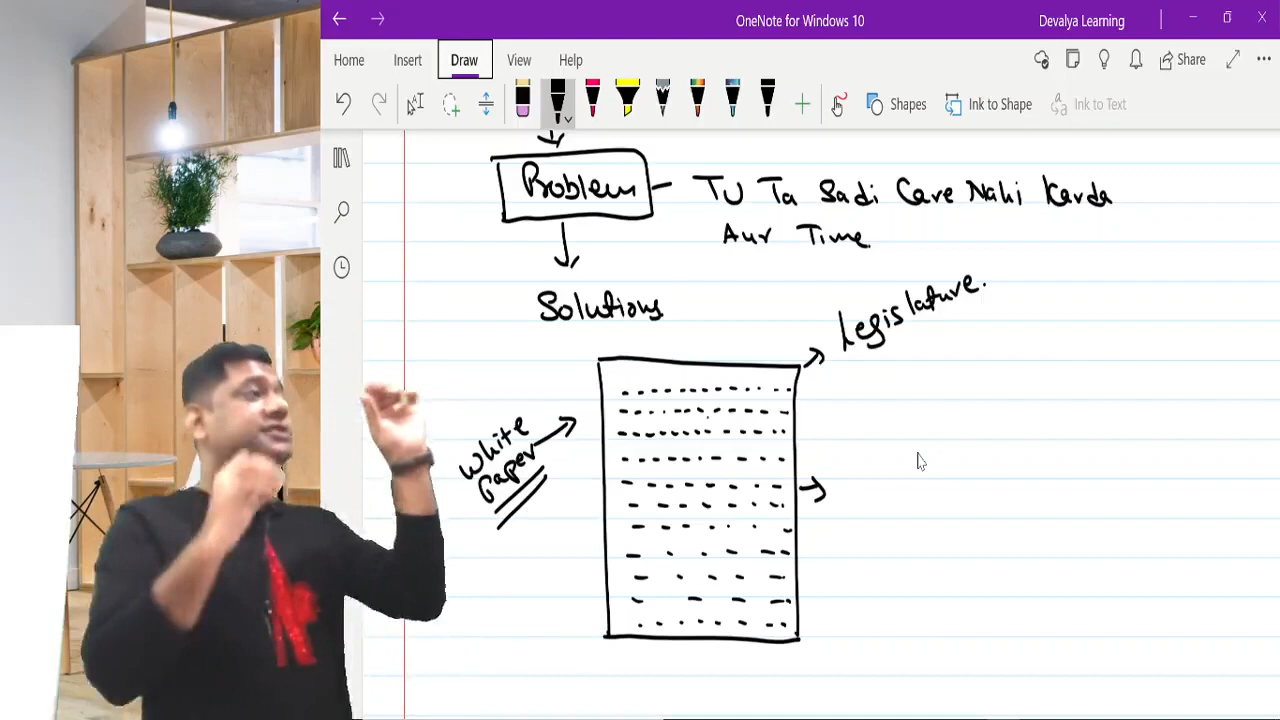 OneNote for Windows 10
Devalya Learning
Home Insert Draw View Help
Share
Shapes Ink to Shape Ink to Text
Problem - TU Ta Sadi Care Nahi Karda
Aur Time
Solutions
Legislature.
White
Paper